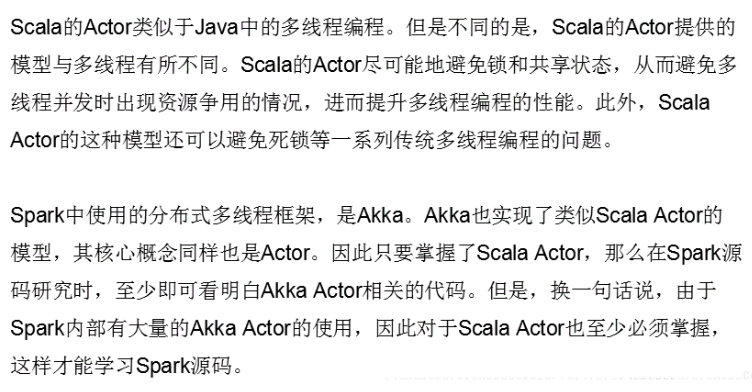 Scala的Actor类似于Java中的多线程编程。但是不同的是，Scala的Actor提供的
模型与多线程有所不同。Scala的Actor尽可能地避免锁和共享状态，从而避免多
线程并发时出现资源争用的情况，进而提升多线程编程的性能。此外，Scala
Actor的这种模型还可以避免死锁等一系列传统多线程编程的问题。
Spark中使用的分布式多线程框架，是Akka。Akka也实现了类似Scala Actor的
模型，其核心概念同样也是Actor。因此只要掌握了Scala Actor，那么在Spark源
码研究时，至少即可看明白Akka Actor相关的代码。但是，换一句话说，由于
Spark内部有大量的Akka Actor的使用，因此对于Scala Actor也至少必须掌握，
这样才能学习Spark源码。